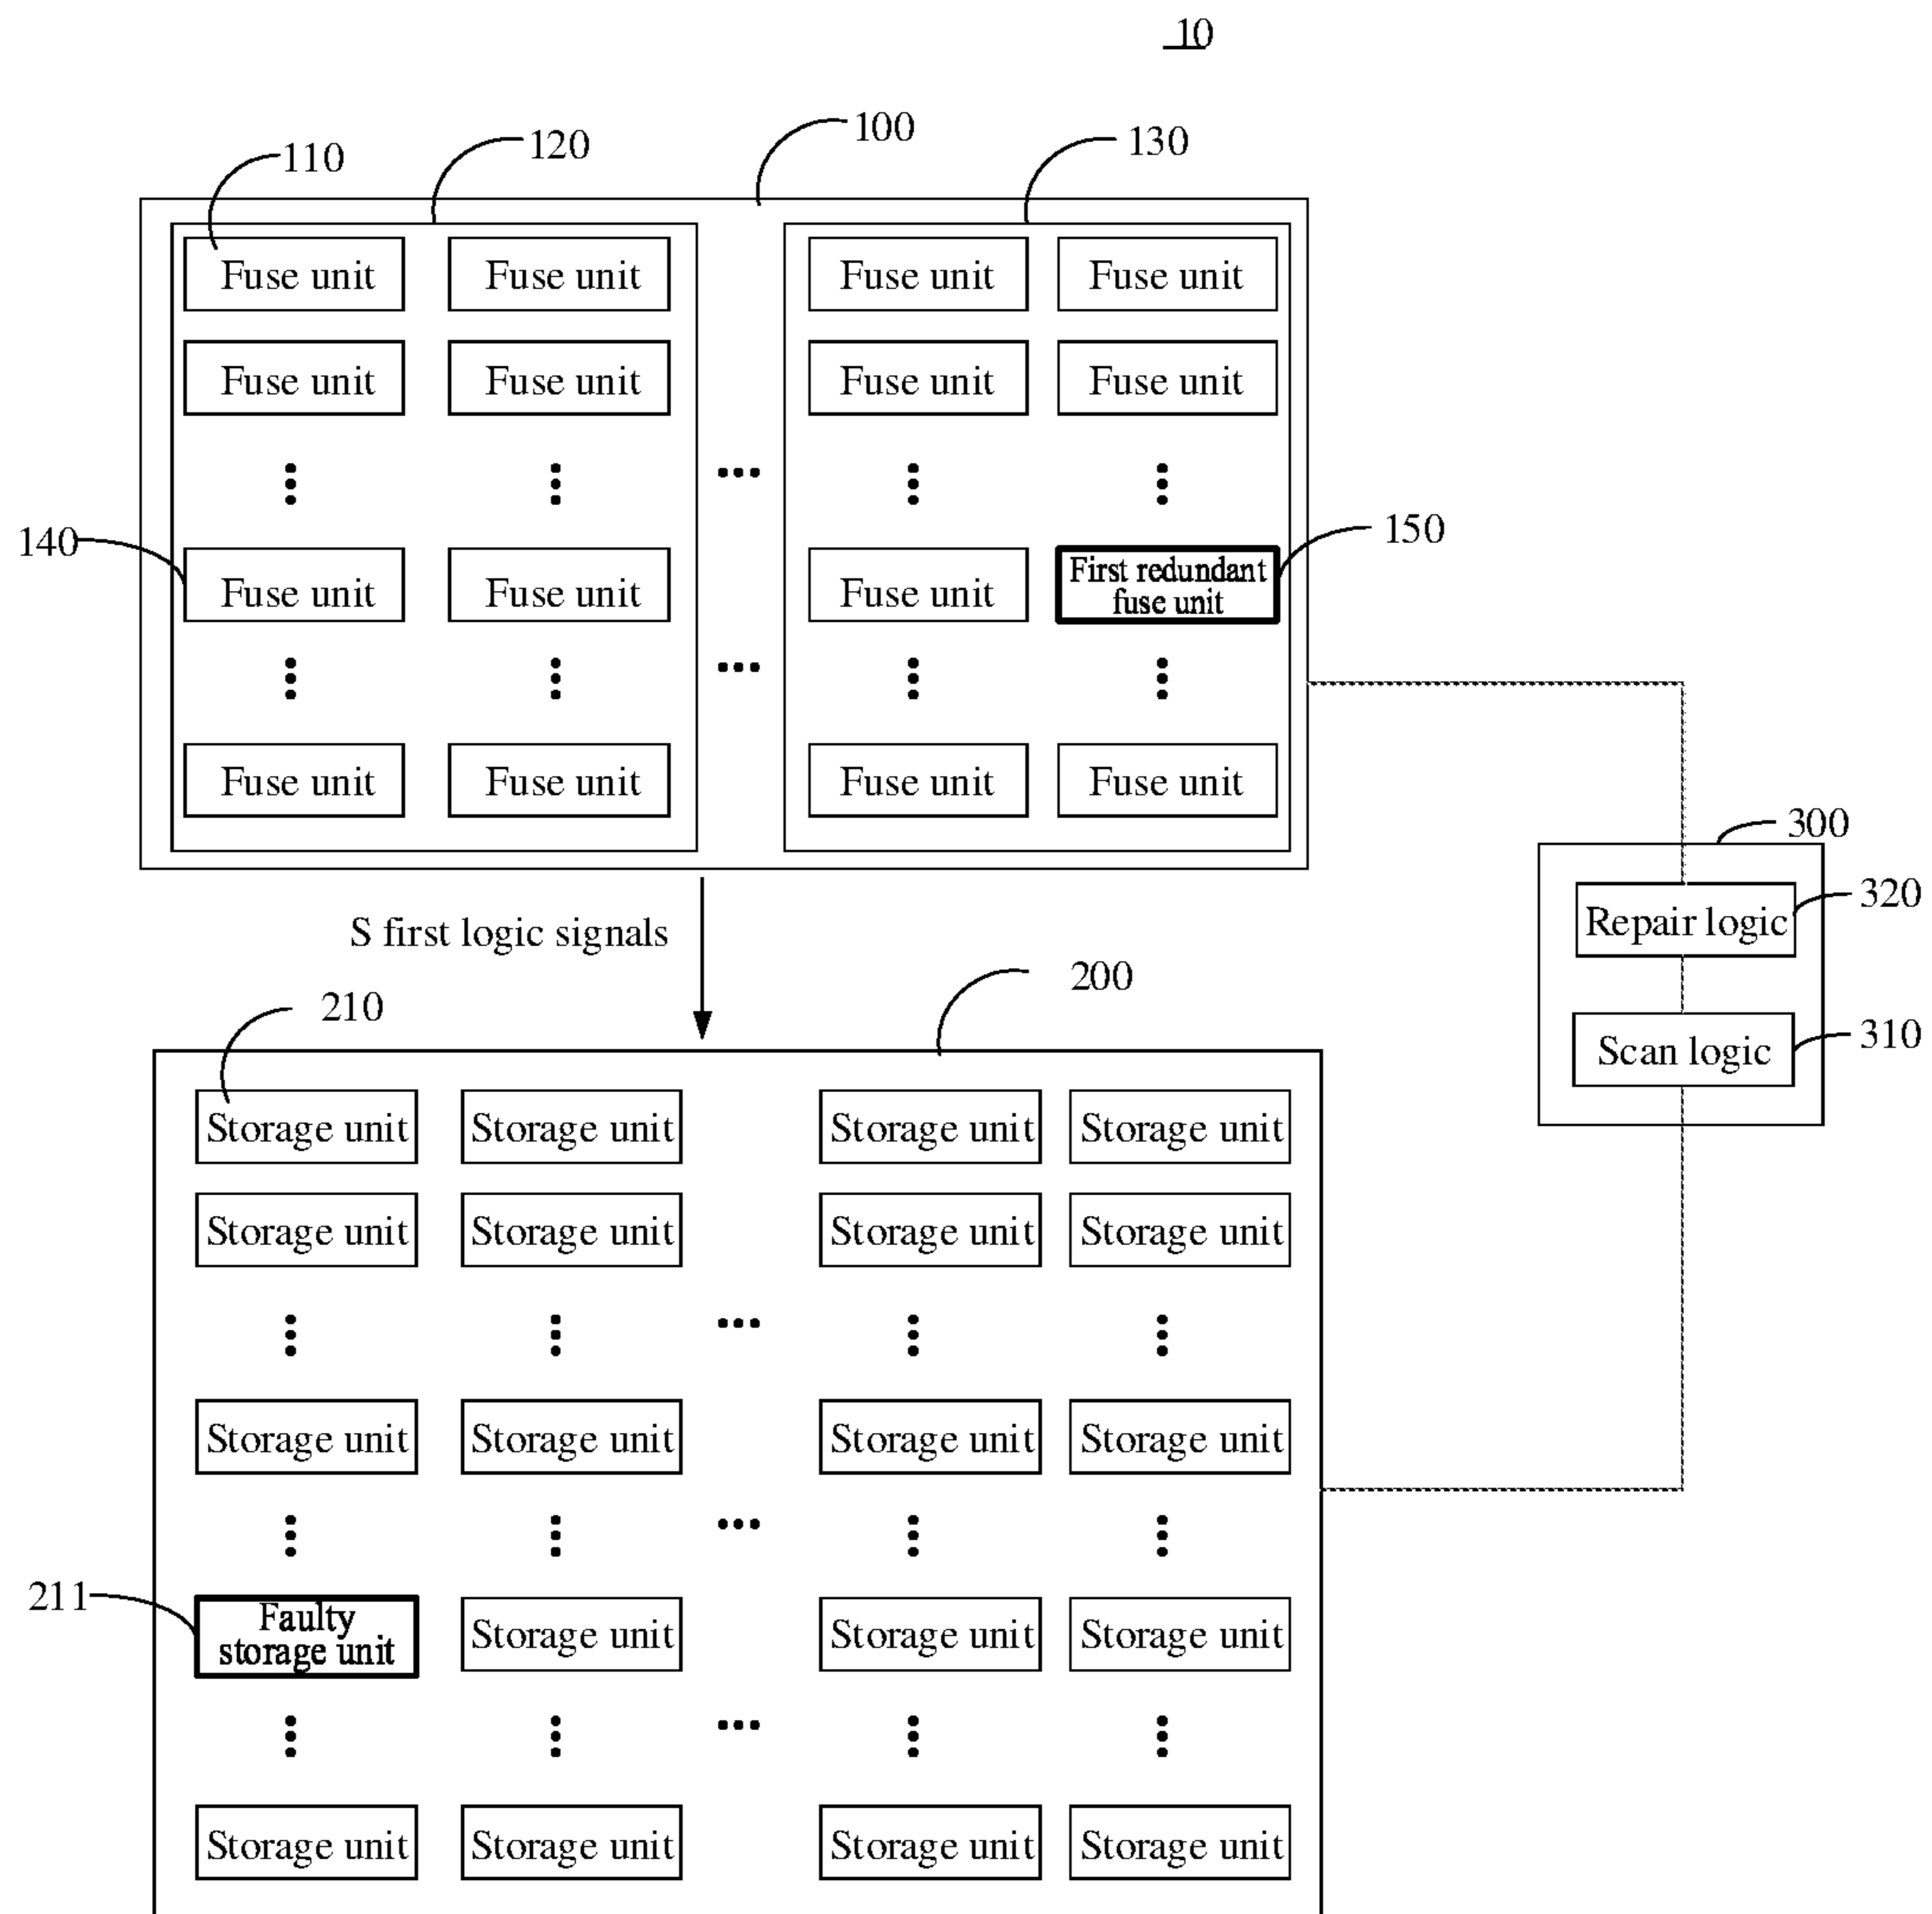 10
100
110
120
130
Fuse unit Fuse unit Fuse unit Fuse unit
Fuse unit Fuse unit Fuse unit Fuse unit
140
150
Fuse unit Fuse unit Fuse unit First redundant
fuse unit
Fuse unit Fuse unit Fuse unit Fuse unit
300
320
Repair logic
S first logic signals
200
210
310
Scan logic
Storage unit Storage unit Storage unit Storage unit
Storage unit Storage unit Storage unit Storage unit
Storage unit Storage unit Storage unit Storage unit
211
Faulty
storage unit Storage unit Storage unit Storage unit
Storage unit Storage unit Storage unit Storage unit